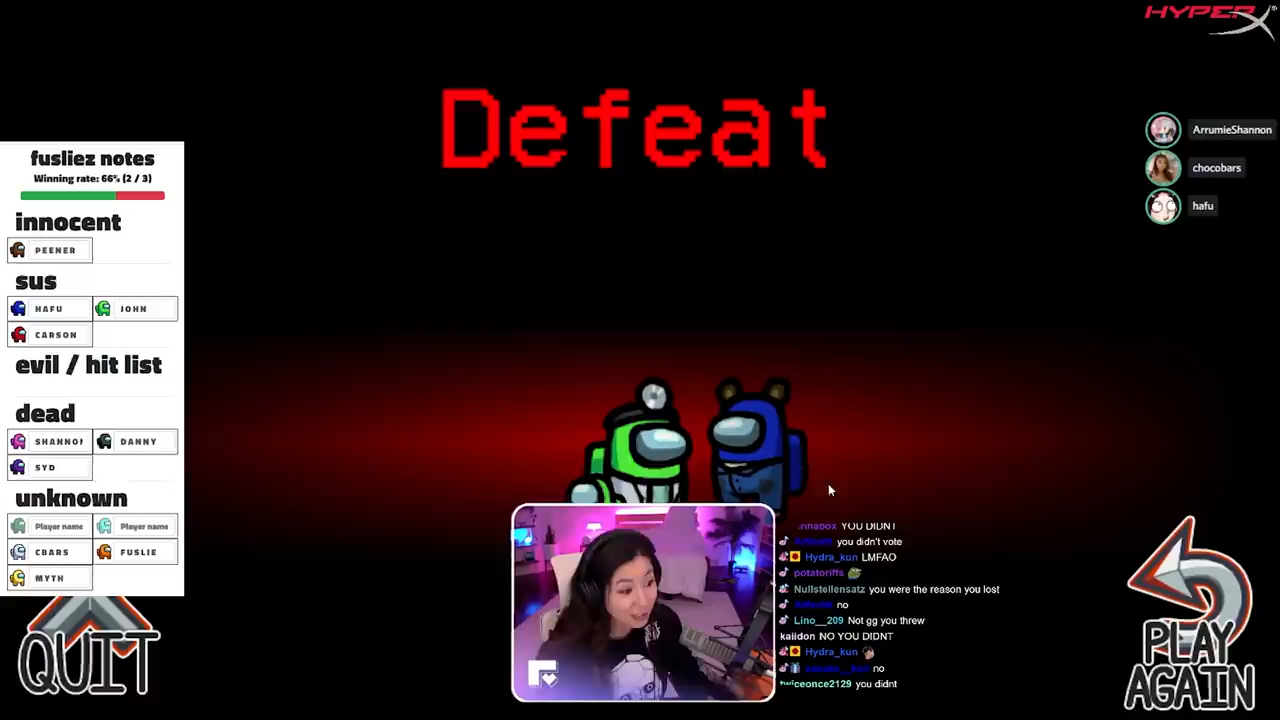 HYPERX
Defeat
ArrumieShannon
chocobars
hafu
fusliez notes
Winning rate: 66% (2 / 3)
innocent
PEENER
sus
HAFU JOHN
CARSON
evil / hit list
dead
SHANNO DANNY
SYD
unknown
Player name Player name
CBARS FUSLIE
MYTH
YOU DIDNT
you didn't vote
Hydra_kun LMFAO
potatoriffs
Nullstellensatz you were the reason you lost
no
Lino__209 Not gg you threw
kaiidon NO YOU DIDNT
Hydra_kun
no
twiceonce2129 you didnt
QUIT
PLAY
AGAIN